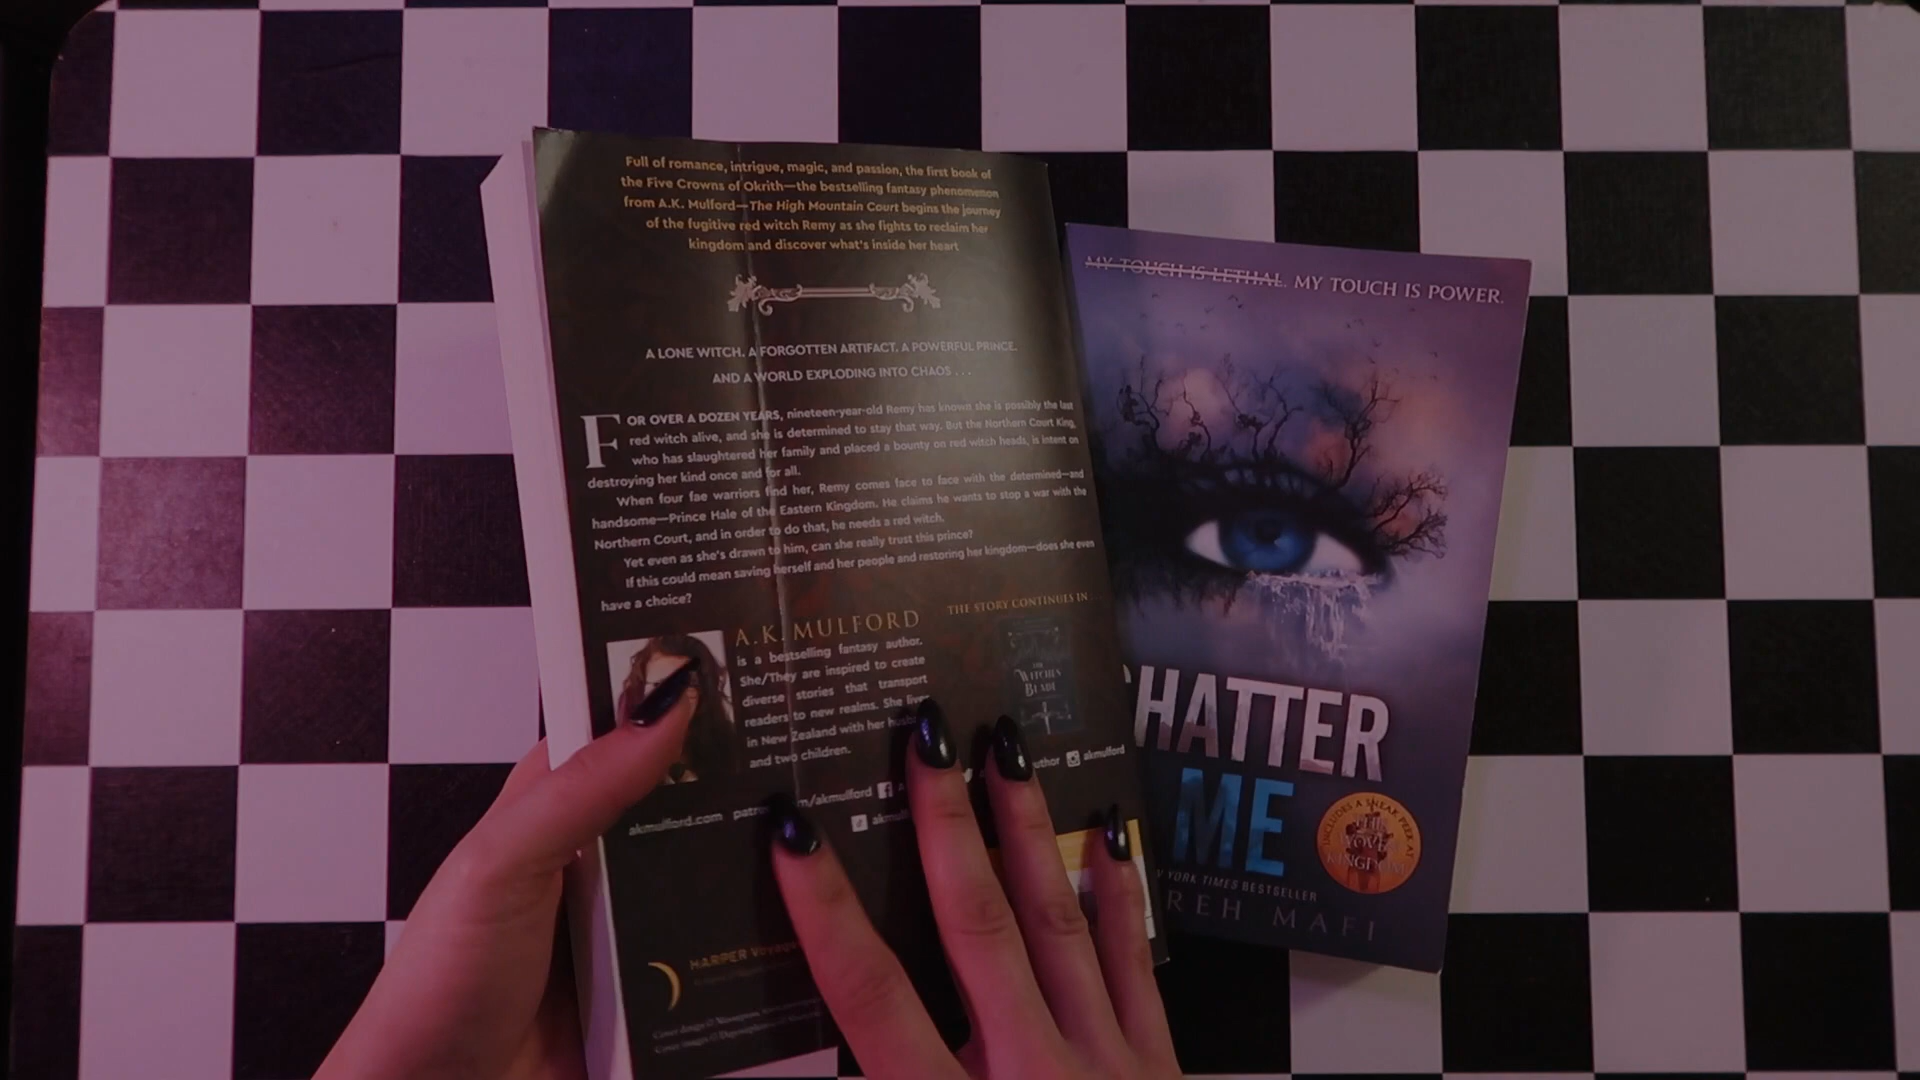 Full of romance, intrigue, magic, and passion, the first book of
the Five Crowns of Okrith—the bestselling fantasy phenomenon
from A.K. Mulford—The High Mountain Court begins the journey
of the fugitive red witch Remy as she fights to reclaim her
kingdom and discover what's inside her heart
A LONE WITCH. A FORGOTTEN ARTIFACT. A POWERFUL PRINCE.
AND A WORLD EXPLODING INTO CHAOS . . .
FOR OVER A DOZEN YEARS, nineteen-year-old Remy has known she is possibly the last
red witch alive, and she is determined to stay that way. But the Northern Court King,
who has slaughtered her family and placed a bounty on red witch heads, is intent on
destroying her kind once and for all.
When four fae warriors find her, Remy comes face to face with the determined—and
handsome—Prince Hale of the Eastern Kingdom. He claims he wants to stop a war with the
Northern Court, and in order to do that, he needs a red witch.
Yet even as she's drawn to him, can she really trust this prince?
If this could mean saving herself and her people and restoring her kingdom—does she even
have a choice?
A.K. MULFORD
is a bestselling fantasy author.
She/They are inspired to create
diverse stories that transport
readers to new realms. She lives
in New Zealand with her
and two children.
THE STORY CONTINUES IN
THE
WITCHES'
BLADE
akmulford.com
m/akmulford
uthor akmulford
HARPER Voyager
MY TOUCH IS LETHAL. MY TOUCH IS POWER.
HATTER
ME
INCLUDES A SNEAK PEEK AT
THIS
WOVEN
KINGDOM
YORK TIMES BESTSELLER
REH MAFI